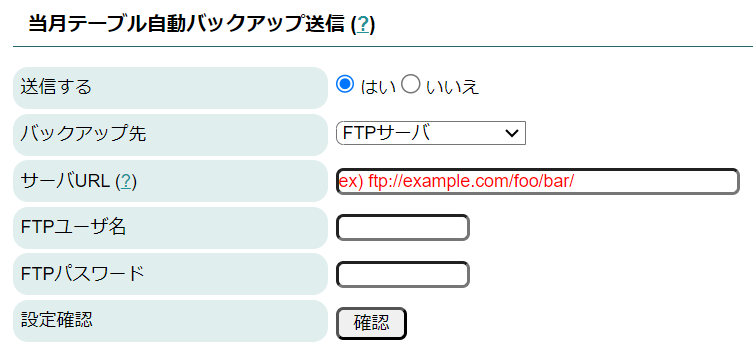 当月テーブル自動バックアップ送信 (?)
送信する はい いいえ
バックアップ先 FTPサーバ
サーバURL (?) ex) ftp://example.com/foo/bar/
FTPユーザ名
FTPパスワード
設定確認 確認